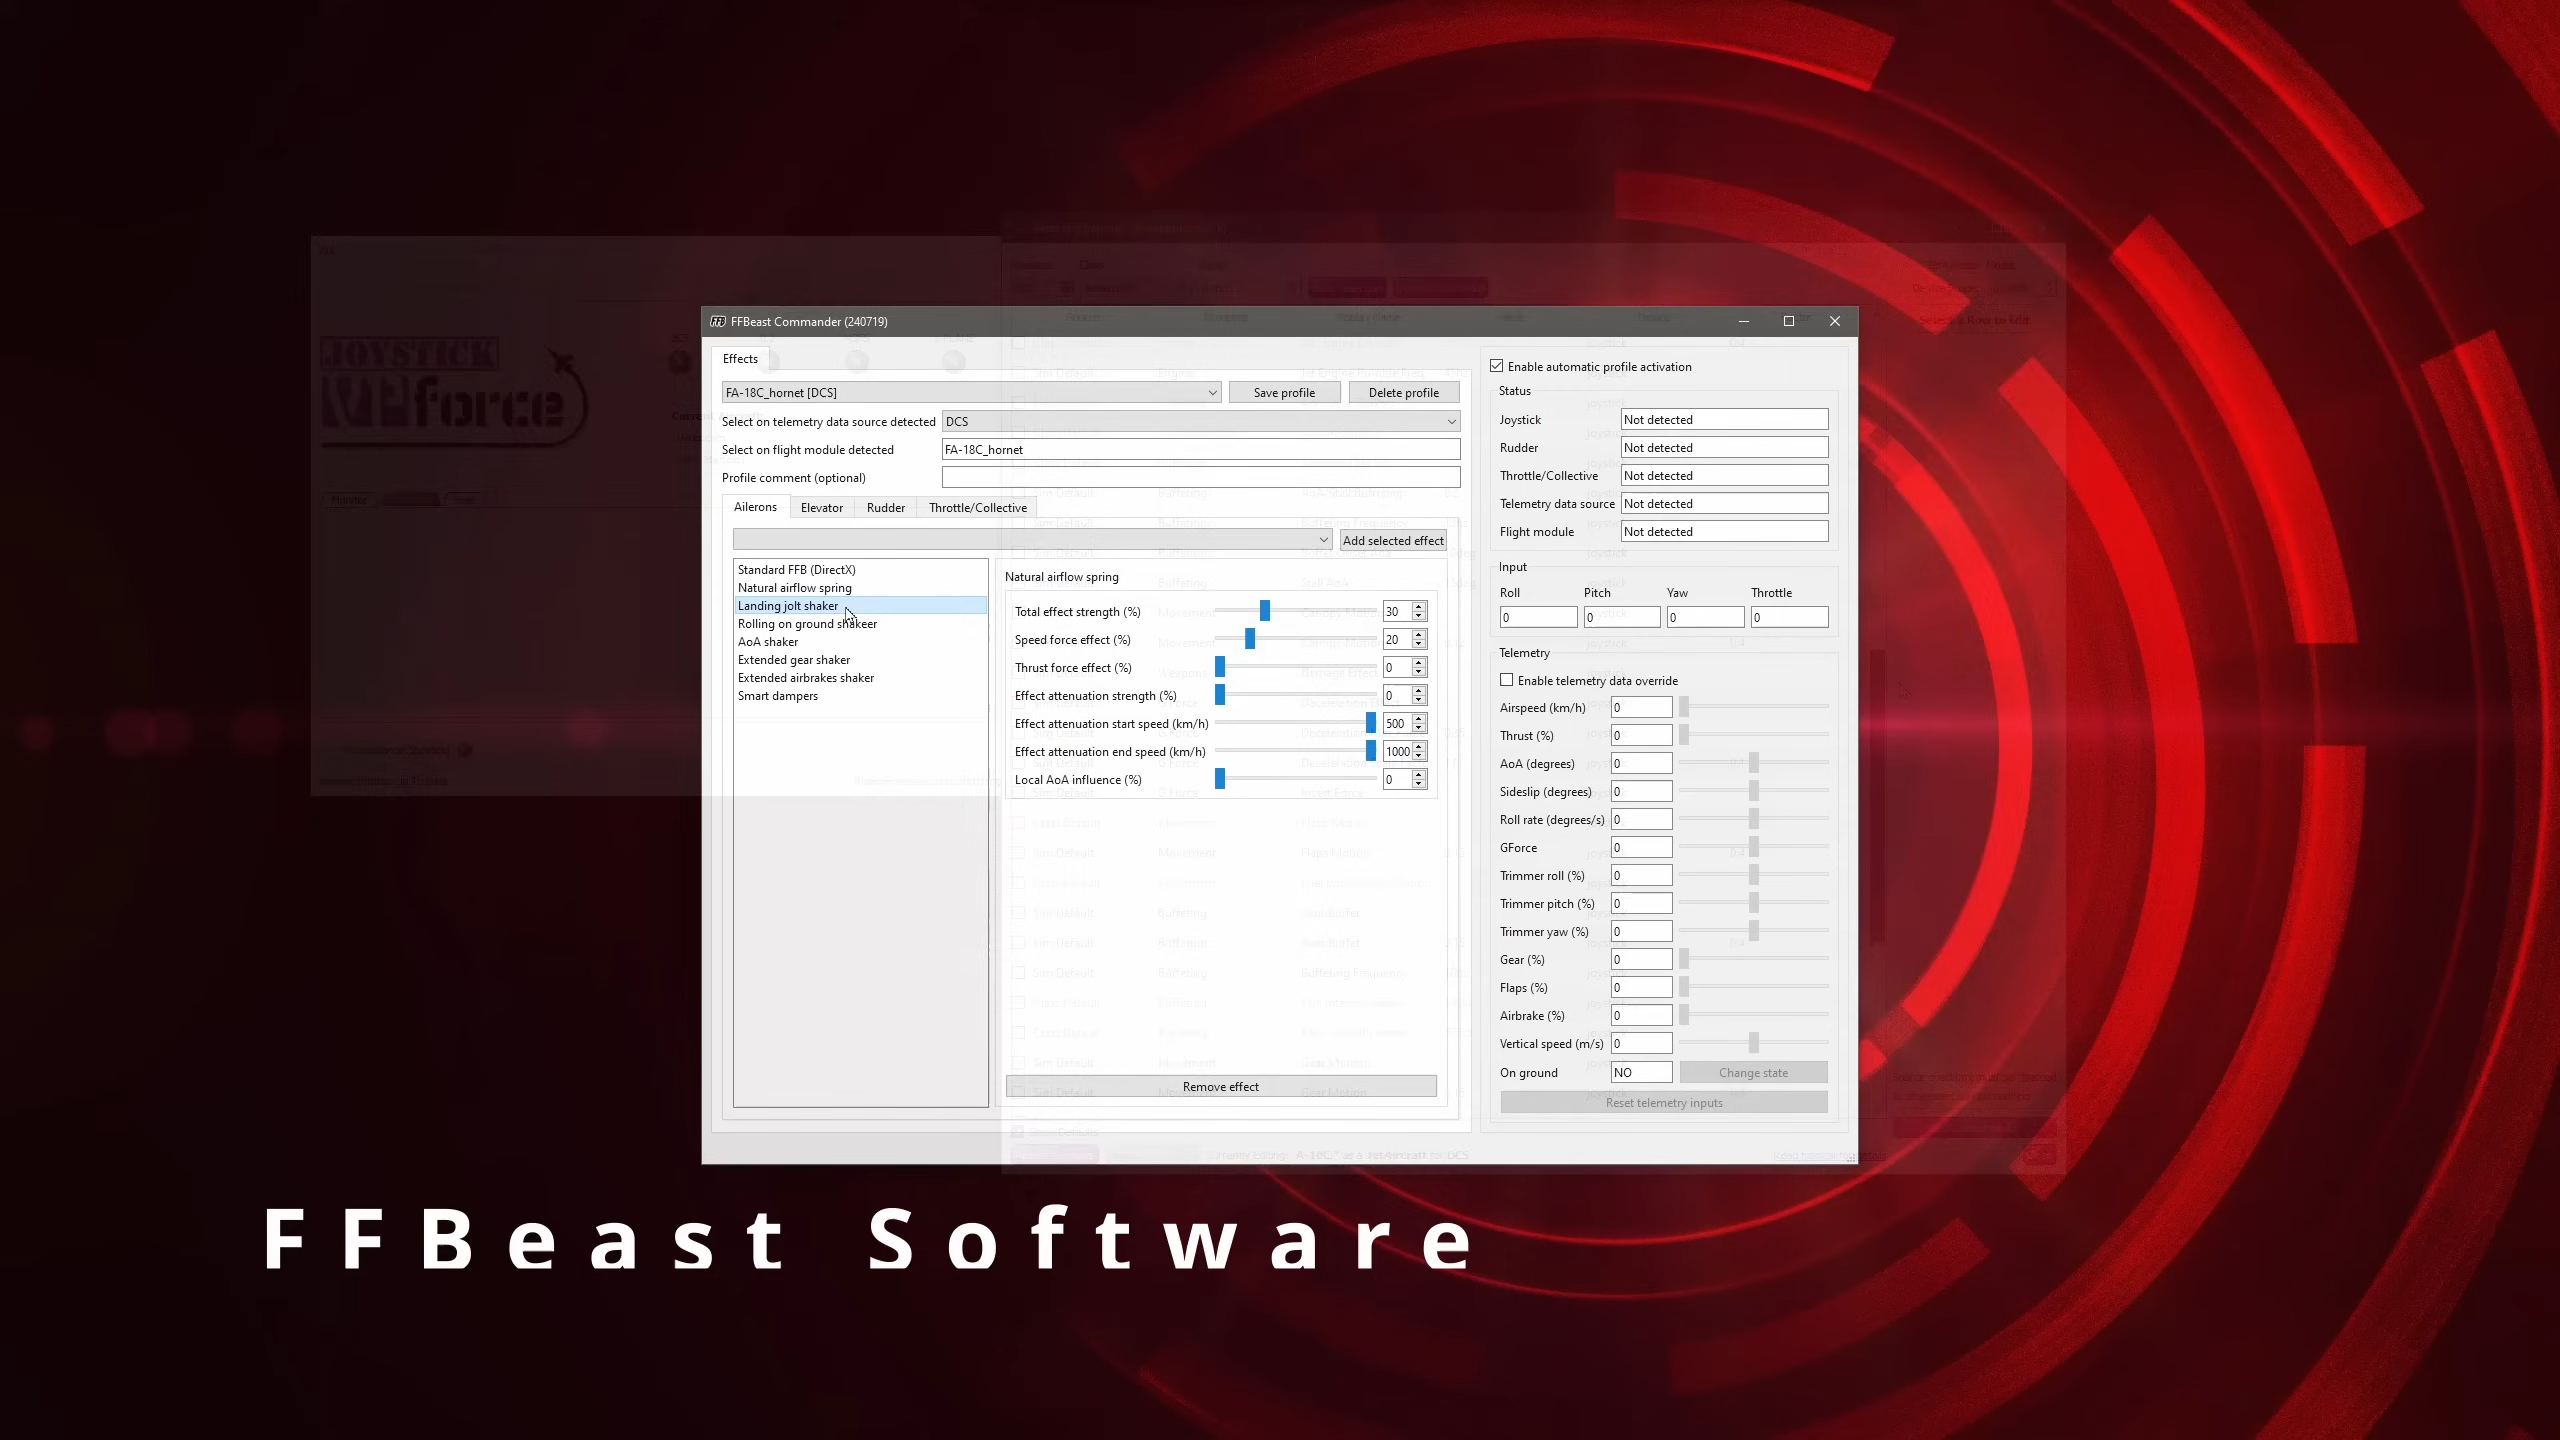 FFBeast Commander (240719)
Effects
FA-18C_hornet [DCS]
Save profile
Delete profile
Select on telemetry data source detected
DCS
Select on flight module detected
FA-18C_hornet
Profile comment (optional)
Ailerons
Elevator
Rudder
Throttle/Collective
Add selected effect
Standard FFB (DirectX)
Natural airflow spring
Landing jolt shaker
Rolling on ground shakeer
AoA shaker
Extended gear shaker
Extended airbrakes shaker
Smart dampers
Natural airflow spring
Total effect strength (%) 30
Speed force effect (%) 20
Thrust force effect (%) 0
Effect attenuation strength (%) 0
Effect attenuation start speed (km/h) 500
Effect attenuation end speed (km/h) 1000
Local AoA influence (%) 0
Remove effect
Enable automatic profile activation
Status
Joystick Not detected
Rudder Not detected
Throttle/Collective Not detected
Telemetry data source Not detected
Flight module Not detected
Input
Roll Pitch Yaw Throttle
0 0 0 0
Telemetry
Enable telemetry data override
Airspeed (km/h) 0
Thrust (%) 0
AoA (degrees) 0
Sideslip (degrees) 0
Roll rate (degrees/s) 0
GForce 0
Trimmer roll (%) 0
Trimmer pitch (%) 0
Trimmer yaw (%) 0
Gear (%) 0
Flaps (%) 0
Airbrake (%) 0
Vertical speed (m/s) 0
On ground NO Change state
Reset telemetry inputs
JOYSTICK
VPforce
FFBeast Software